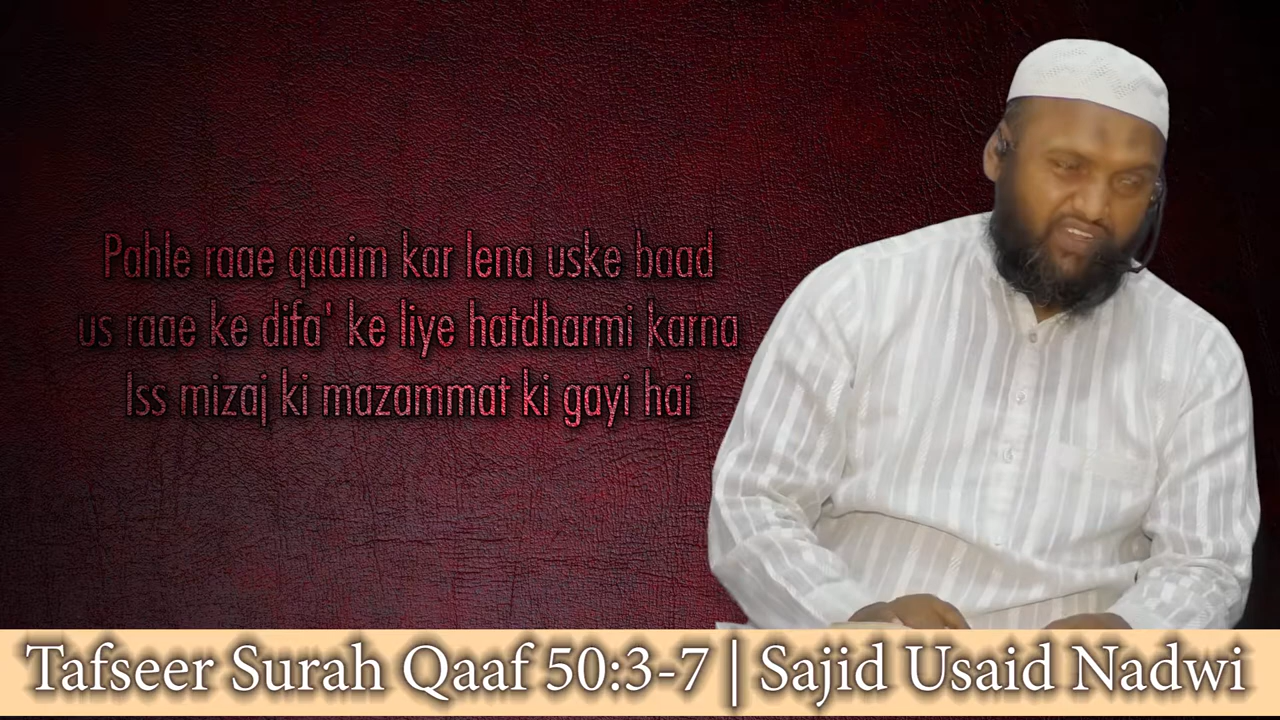 Pahle raae qaaim kar lena uske baad
us raae ke difa' ke liye hatdharmi karna
Iss mizaj ki mazammat ki gayi hai
Tafseer Surah Qaaf 50:3-7 | Sajid Usaid Nadwi